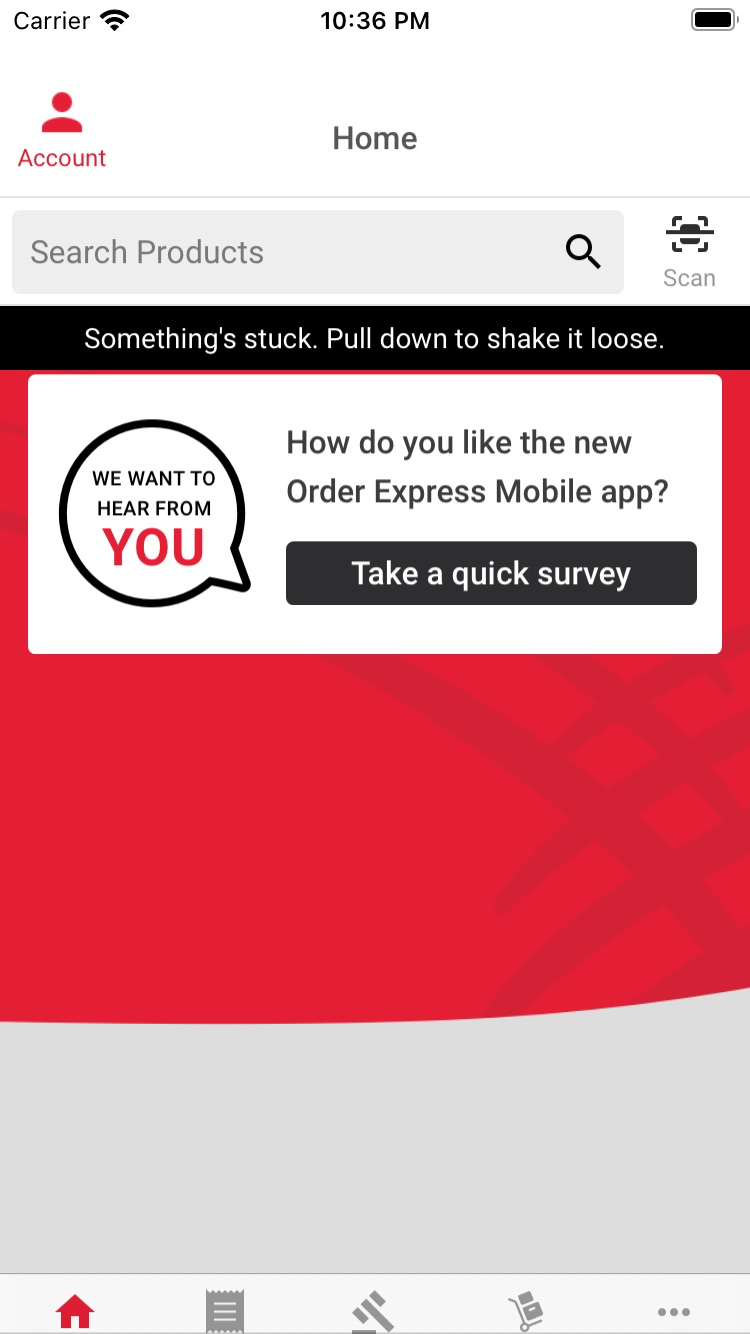 Carrier 10:36 PM
Account
Home
Search Products
Scan
Something's stuck. Pull down to shake it loose.
WE WANT TO
HEAR FROM
YOU
How do you like the new
Order Express Mobile app?
Take a quick survey